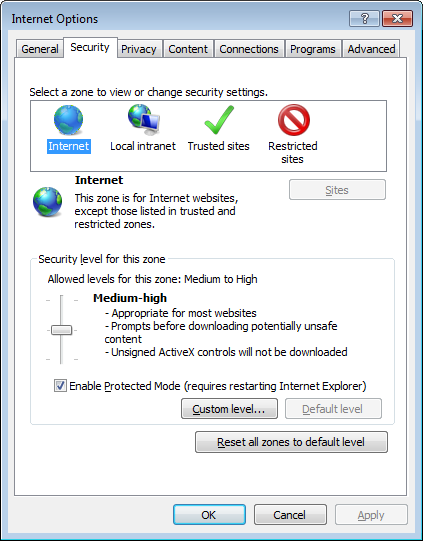 Internet Options
General Security Privacy Content Connections Programs Advanced
Select a zone to view or change security settings.
Internet Local intranet Trusted sites Restricted
sites
Internet
Sites
This zone is for Internet websites,
except those listed in trusted and
restricted zones.
Security level for this zone
Allowed levels for this zone: Medium to High
Medium-high
- Appropriate for most websites
- Prompts before downloading potentially unsafe
content
- Unsigned ActiveX controls will not be downloaded
Enable Protected Mode (requires restarting Internet Explorer)
Custom level... Default level
Reset all zones to default level
OK Cancel Apply